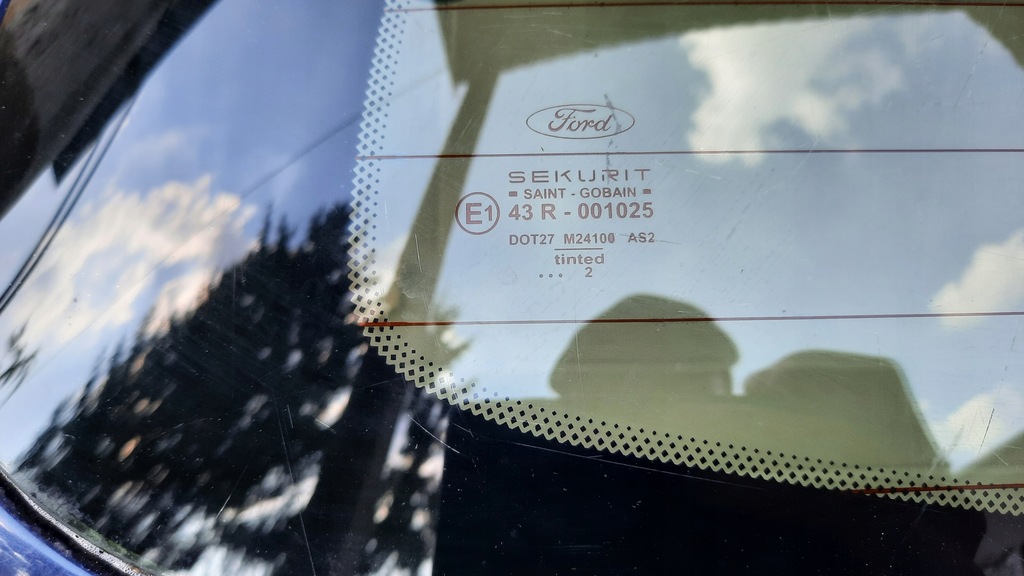 Ford
SEKURIT
= SAINT - GOBAIN =
E1 43 R - 001025
DOT27 M24100 AS2
tinted
... 2